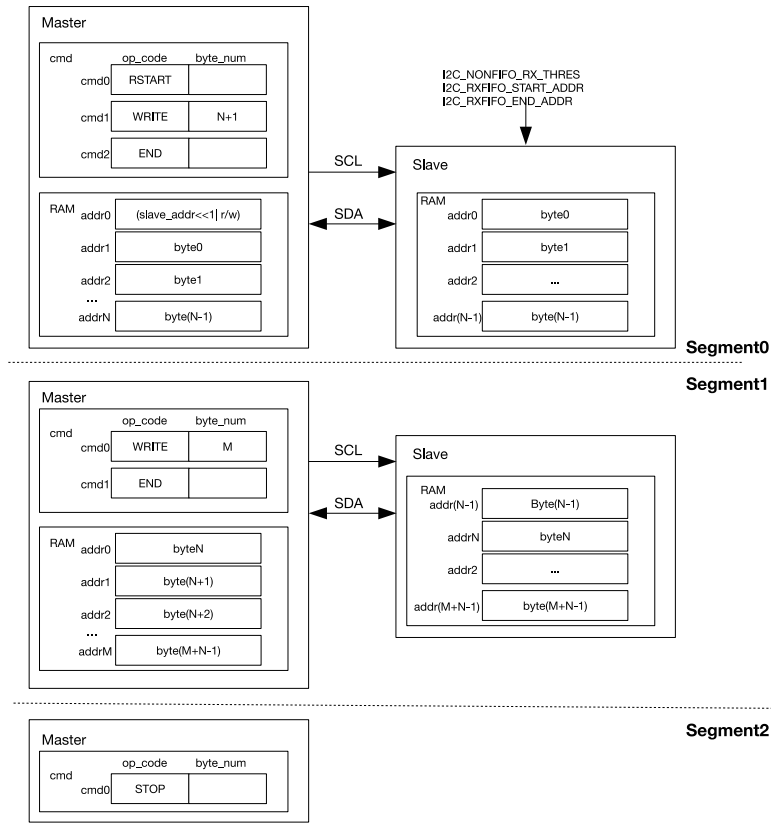 Master
cmd
op_code byte_num
cmd0 RSTART
cmd1 WRITE N+1
cmd2 END
RAM
addr0 (slave_addr<<1| r/w)
addr1 byte0
addr2 byte1
...
addrN byte(N-1)
SCL
SDA
I2C_NONFIFO_RX_THRES
I2C_RXFIFO_START_ADDR
I2C_RXFIFO_END_ADDR
Slave
RAM
addr0 byte0
addr1 byte1
addr2 ...
addr(N-1) byte(N-1)
Segment0
Segment1
Master
cmd
op_code byte_num
cmd0 WRITE M
cmd1 END
RAM
addr0 byteN
addr1 byte(N+1)
addr2 byte(N+2)
...
addrM byte(M+N-1)
SCL
SDA
Slave
RAM
addr(N-1) Byte(N-1)
addrN byteN
addr2 ...
addr(M+N-1) byte(M+N-1)
Segment2
Master
cmd
op_code byte_num
cmd0 STOP